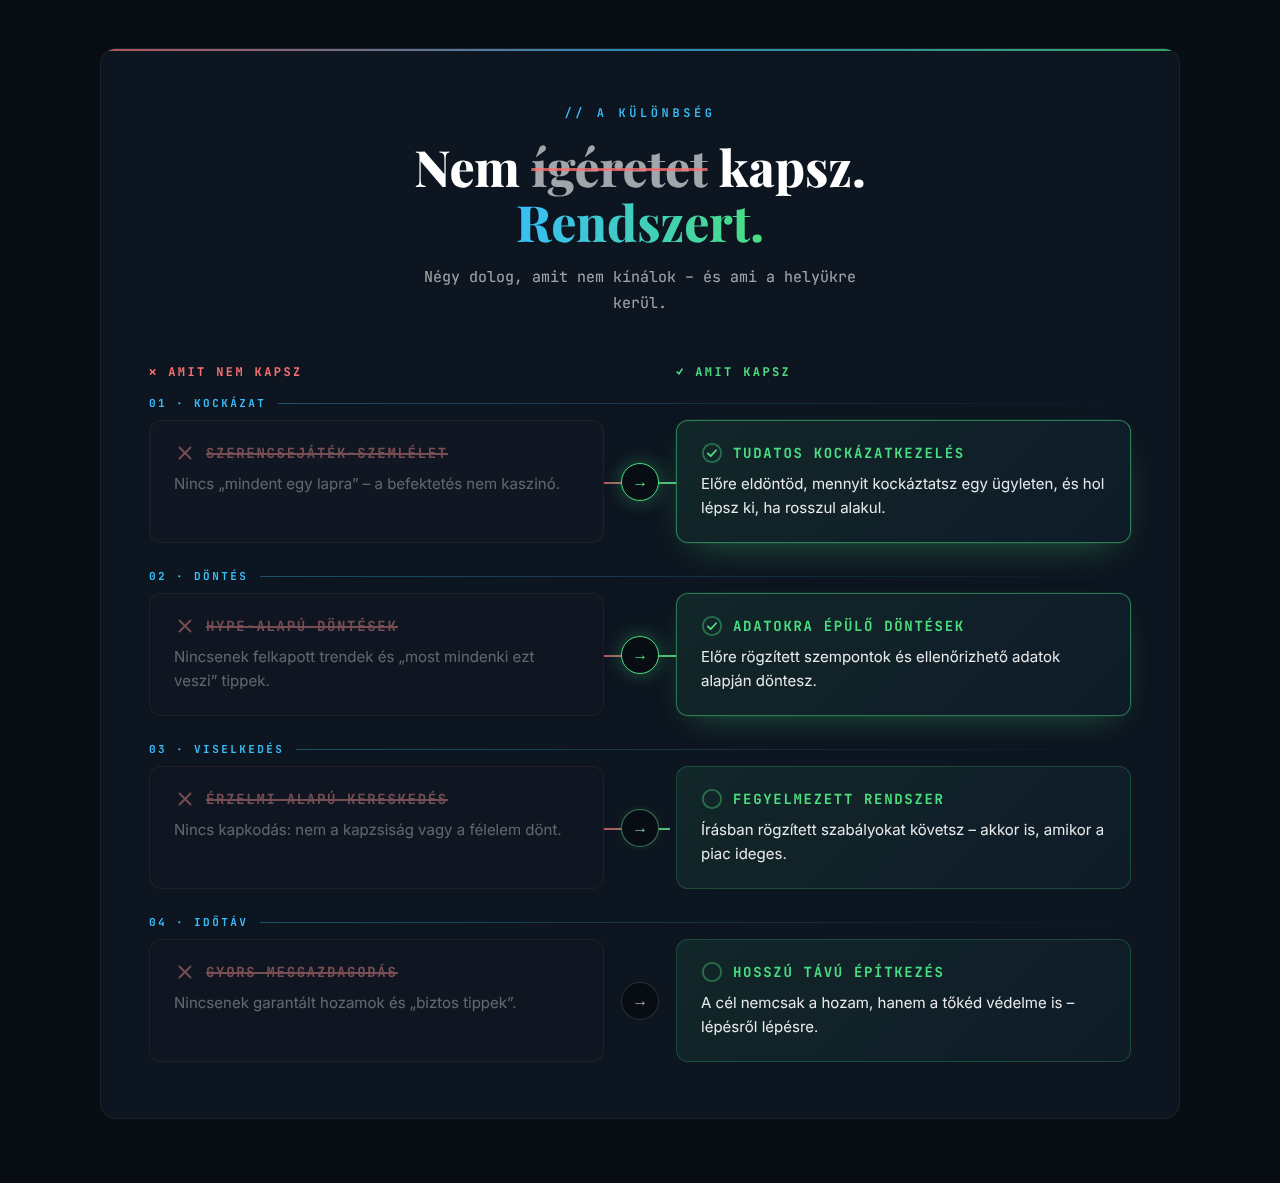 // A KÜLÖNBSÉG
Nem ígéretet kapsz.
Rendszert.
Négy dolog, amit nem kínálok – és ami a helyükre
kerül.
× AMIT NEM KAPSZ
✓ AMIT KAPSZ
01 · KOCKÁZAT
SZERENCSEJÁTÉK-SZEMLÉLET
Nincs „mindent egy lapra” – a befektetés nem kaszinó.
→
TUDATOS KOCKÁZATKEZELÉS
Előre eldöntöd, mennyit kockáztatsz egy ügyleten, és hol
lépsz ki, ha rosszul alakul.
02 · DÖNTÉS
HYPE-ALAPÚ DÖNTÉSEK
Nincsenek felkapott trendek és „most mindenki ezt
veszi” tippek.
→
ADATOKRA ÉPÜLŐ DÖNTÉSEK
Előre rögzített szempontok és ellenőrizhető adatok
alapján döntesz.
03 · VISELKEDÉS
ÉRZELMI ALAPÚ KERESKEDÉS
Nincs kapkodás: nem a kapzsiság vagy a félelem dönt.
→
FEGYELMEZETT RENDSZER
Írásban rögzített szabályokat követsz – akkor is, amikor a
piac ideges.
04 · IDŐTÁV
GYORS MEGGAZDAGODÁS
Nincsenek garantált hozamok és „biztos tippek”.
→
HOSSZÚ TÁVÚ ÉPÍTKEZÉS
A cél nemcsak a hozam, hanem a tőkéd védelme is –
lépésről lépésre.